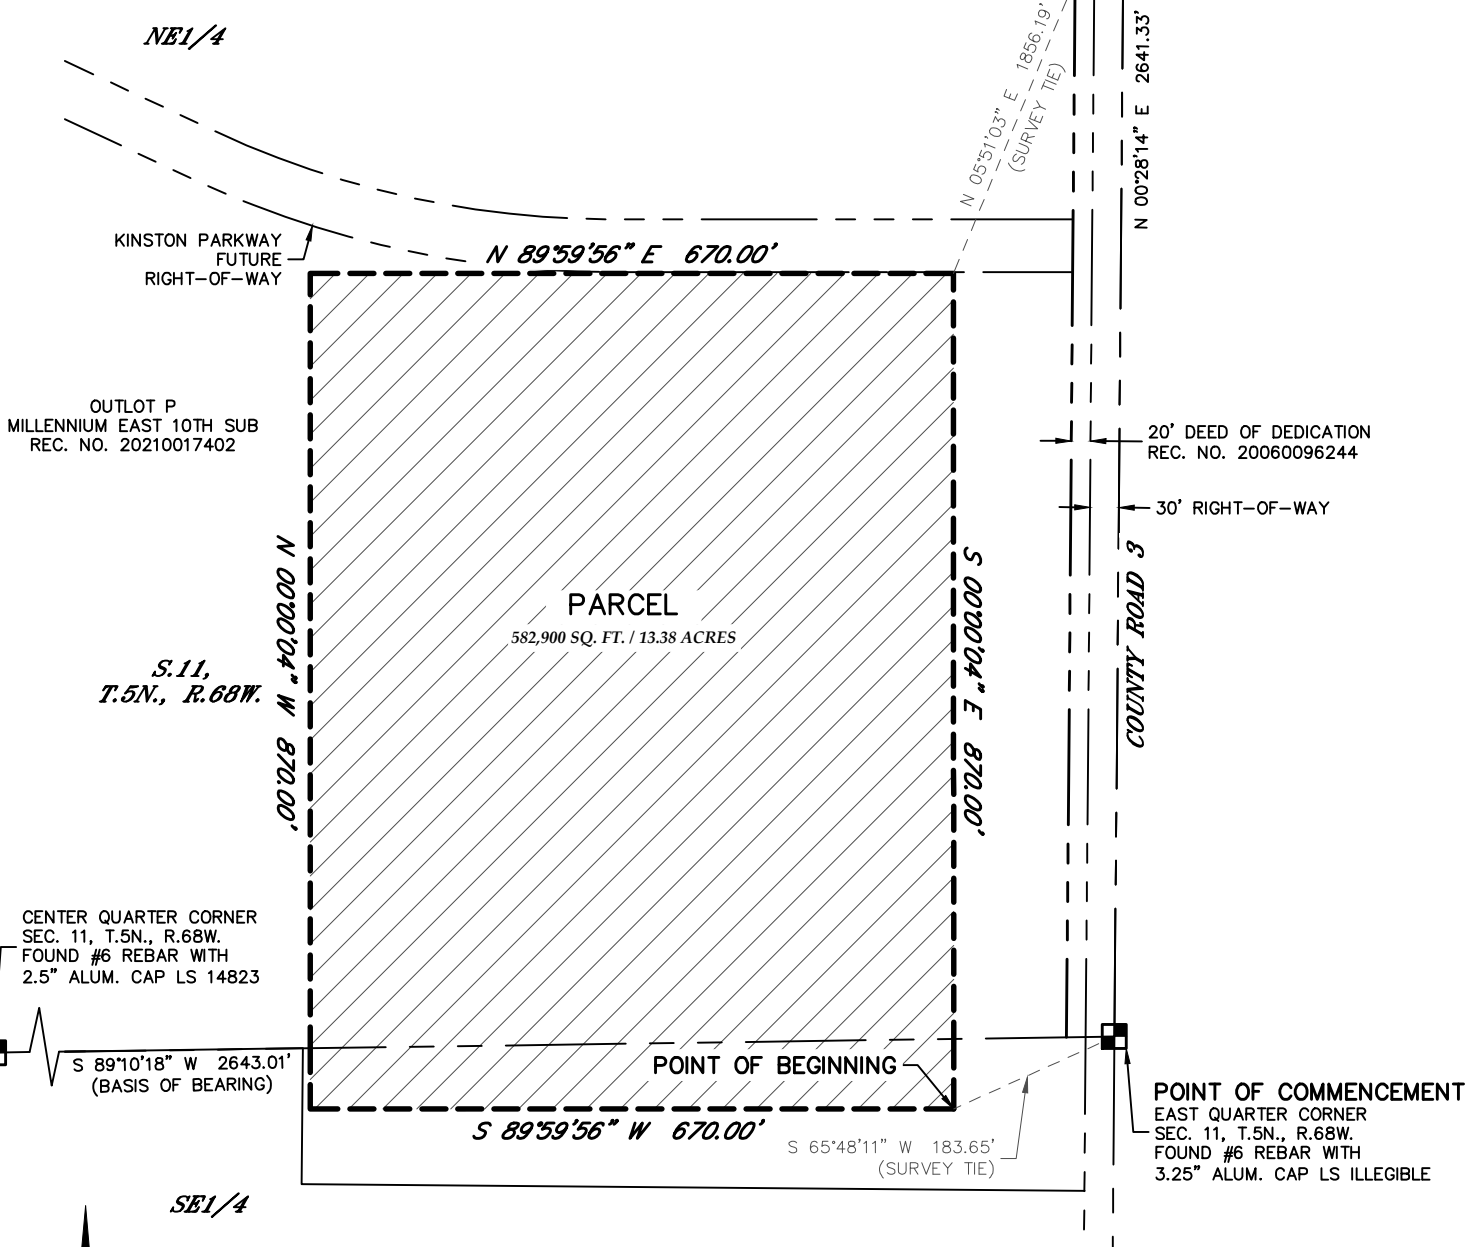 NE1/4
N 05°51'03" E 1856.19'
(SURVEY TIE)
N 00°28'14" E 2641.33'
KINSTON PARKWAY
FUTURE
RIGHT-OF-WAY
N 89°59'56" E 670.00'
OUTLOT P
MILLENNIUM EAST 10TH SUB
REC. NO. 20210017402
20' DEED OF DEDICATION
REC. NO. 20060096244
30' RIGHT-OF-WAY
COUNTY ROAD 3
N 00°00'04" W 870.00'
S 00°00'04" E 870.00'
PARCEL
582,900 SQ. FT. / 13.38 ACRES
S.11,
T.5N., R.68W.
CENTER QUARTER CORNER
SEC. 11, T.5N., R.68W.
FOUND #6 REBAR WITH
2.5" ALUM. CAP LS 14823
S 89°10'18" W 2643.01'
(BASIS OF BEARING)
POINT OF BEGINNING
POINT OF COMMENCEMENT
EAST QUARTER CORNER
SEC. 11, T.5N., R.68W.
FOUND #6 REBAR WITH
3.25" ALUM. CAP LS ILLEGIBLE
S 89°59'56" W 670.00'
S 65°48'11" W 183.65'
(SURVEY TIE)
SE1/4